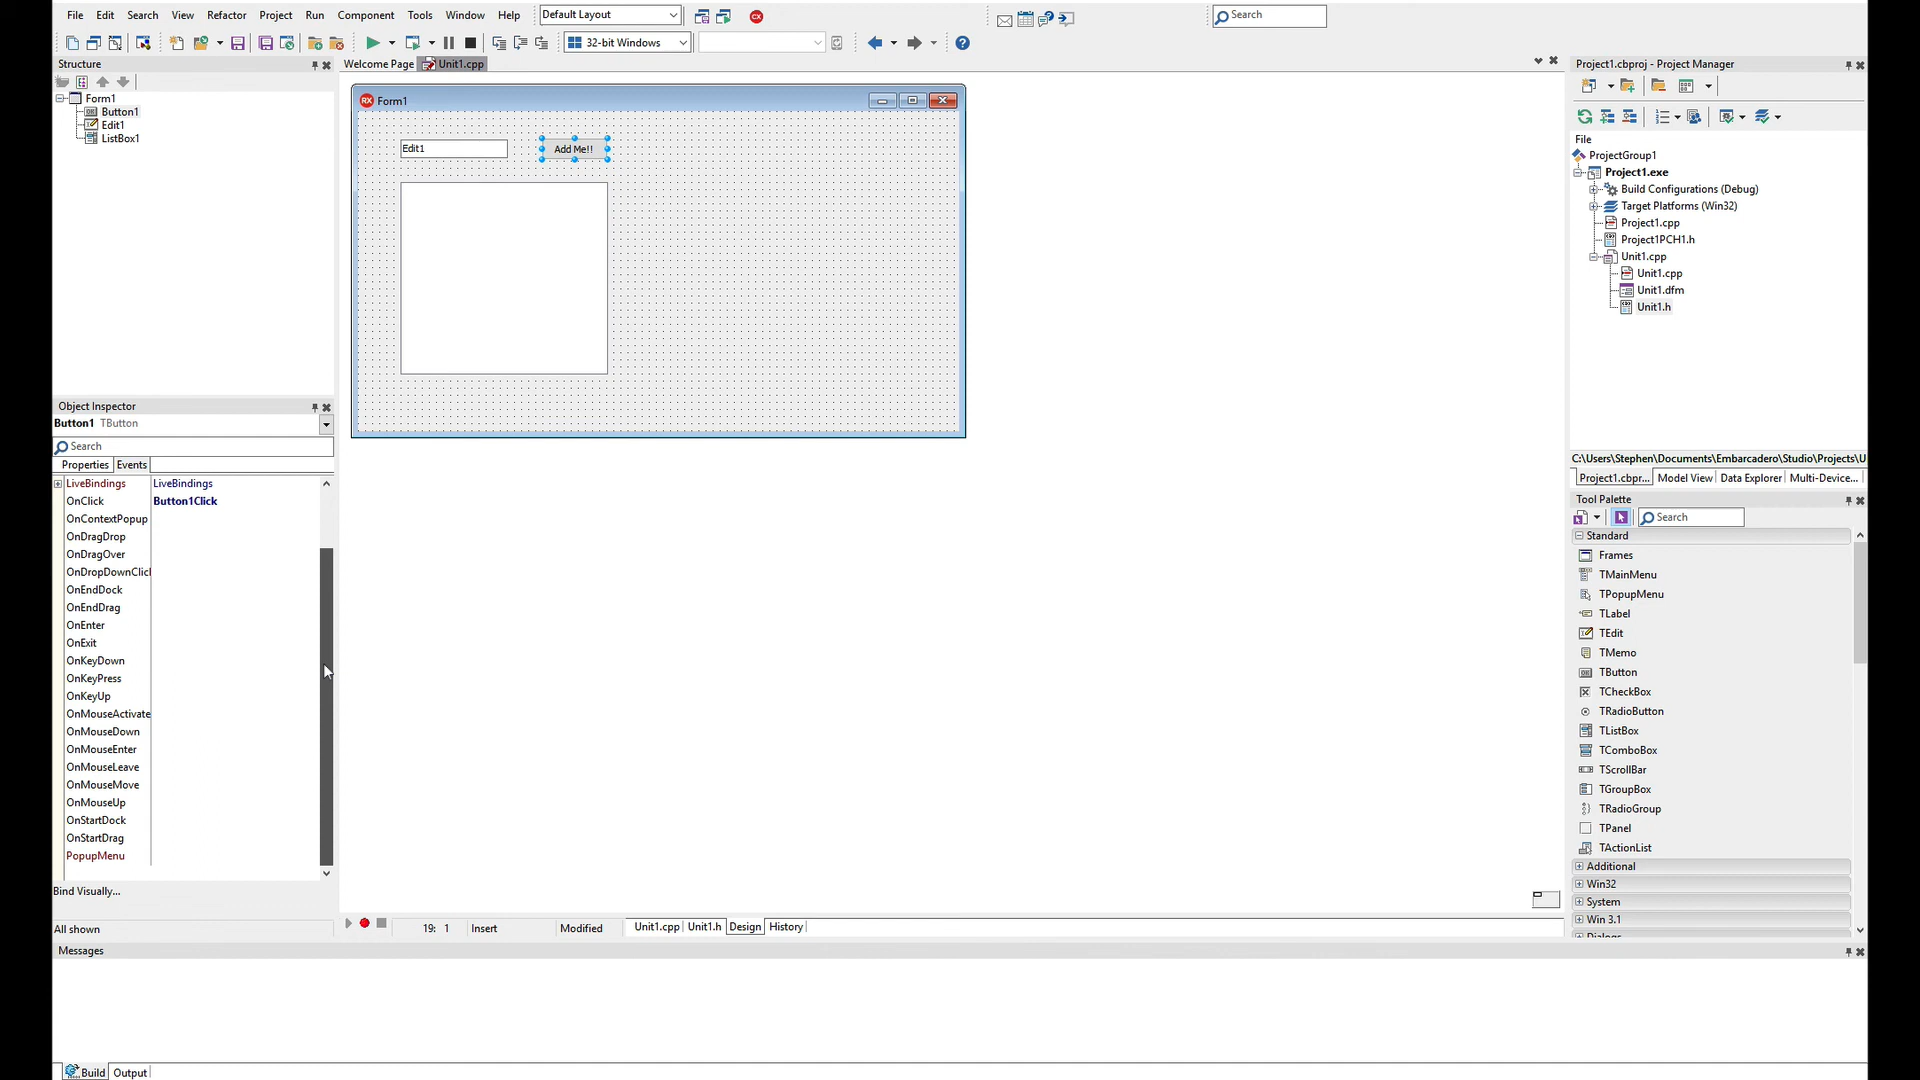 File Edit Search View Refactor Project Run Component Tools Window Help Default Layout CX Search
32-bit Windows ?
Structure
Form1
Button1
Edit1
ListBox1
Welcome Page Unit1.cpp
RX Form1
Edit1 Add Me!!
Object Inspector
Button1 TButton
Search
Properties Events
LiveBindings LiveBindings
OnClick Button1Click
OnContextPopup
OnDragDrop
OnDragOver
OnDropDownClic
OnEndDock
OnEndDrag
OnEnter
OnExit
OnKeyDown
OnKeyPress
OnKeyUp
OnMouseActivate
OnMouseDown
OnMouseEnter
OnMouseLeave
OnMouseMove
OnMouseUp
OnStartDock
OnStartDrag
PopupMenu
Bind Visually...
All shown
19: 1 Insert Modified Unit1.cpp Unit1.h Design History
Messages
Build Output
Project1.cbproj - Project Manager
File
ProjectGroup1
Project1.exe
Build Configurations (Debug)
Target Platforms (Win32)
Project1.cpp
Project1PCH1.h
Unit1.cpp
Unit1.cpp
Unit1.dfm
Unit1.h
C:\Users\Stephen\Documents\Embarcadero\Studio\Projects\U
Project1.cbpr... Model View Data Explorer Multi-Device...
Tool Palette
Search
Standard
Frames
TMainMenu
TPopupMenu
TLabel
TEdit
TMemo
TButton
TCheckBox
TRadioButton
TListBox
TComboBox
TScrollBar
TGroupBox
TRadioGroup
TPanel
TActionList
Additional
Win32
System
Win 3.1
Dialogs